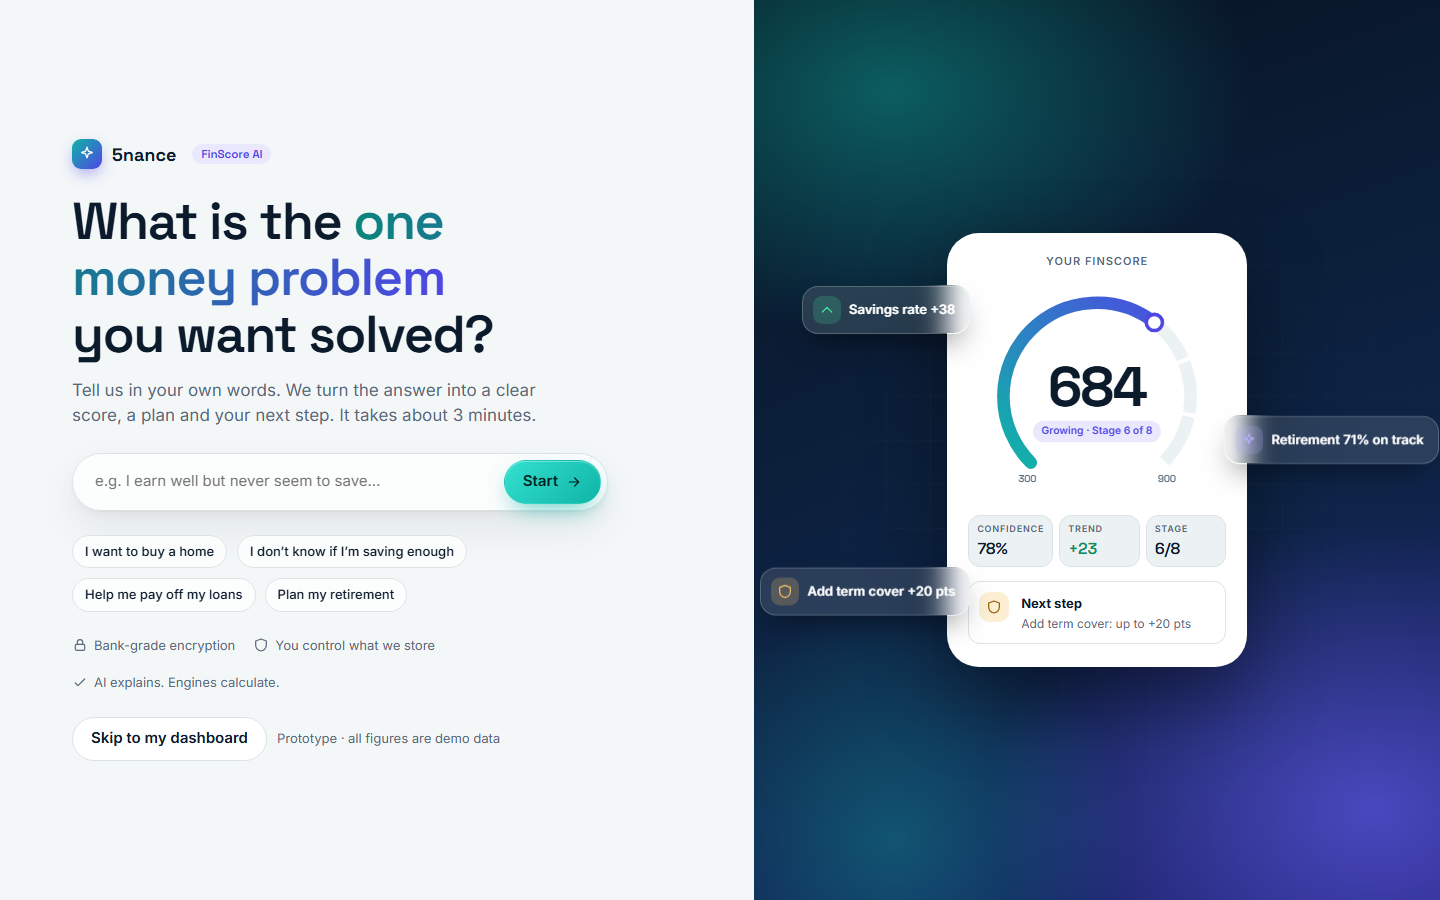 5nance FinScore AI
What is the one
money problem
you want solved?
Tell us in your own words. We turn the answer into a clear
score, a plan and your next step. It takes about 3 minutes.
e.g. I earn well but never seem to save... Start
I want to buy a home I don't know if I'm saving enough
Help me pay off my loans Plan my retirement
Bank-grade encryption You control what we store
AI explains. Engines calculate.
Skip to my dashboard Prototype · all figures are demo data
YOUR FINSCORE
Savings rate +38
684
Growing · Stage 6 of 8
Retirement 71% on track
300 900
CONFIDENCE TREND STAGE
78% +23 6/8
Add term cover +20 pts
Next step
Add term cover: up to +20 pts